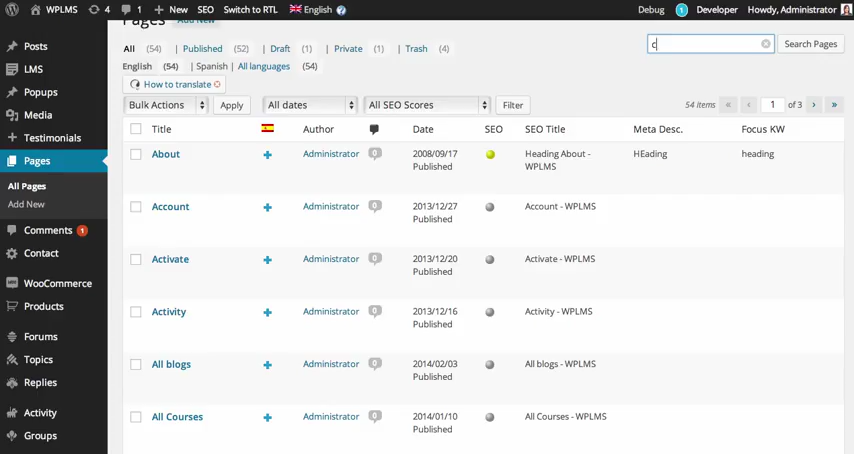 WPLMS 4 1 + New SEO Switch to RTL English ? Debug 1 Developer Howdy, Administrator
Pages Add New
Posts
LMS
Popups
Media
Testimonials
Pages
All Pages
Add New
Comments 1
Contact
WooCommerce
Products
Forums
Topics
Replies
Activity
Groups
All (54) | Published (52) | Draft (1) | Private (1) | Trash (4)
c Search Pages
English (54) | Spanish | All languages (54)
How to translate
Bulk Actions Apply All dates All SEO Scores Filter 54 items « ‹ 1 of 3 › »
Title Author Date SEO SEO Title Meta Desc. Focus KW
About + Administrator 0 2008/09/17 Heading About - HEading heading
Published WPLMS
Account + Administrator 0 2013/12/27 Account - WPLMS
Published
Activate + Administrator 0 2013/12/20 Activate - WPLMS
Published
Activity + Administrator 0 2013/12/16 Activity - WPLMS
Published
All blogs + Administrator 0 2014/02/03 All blogs - WPLMS
Published
All Courses + Administrator 0 2014/01/10 All Courses - WPLMS
Published